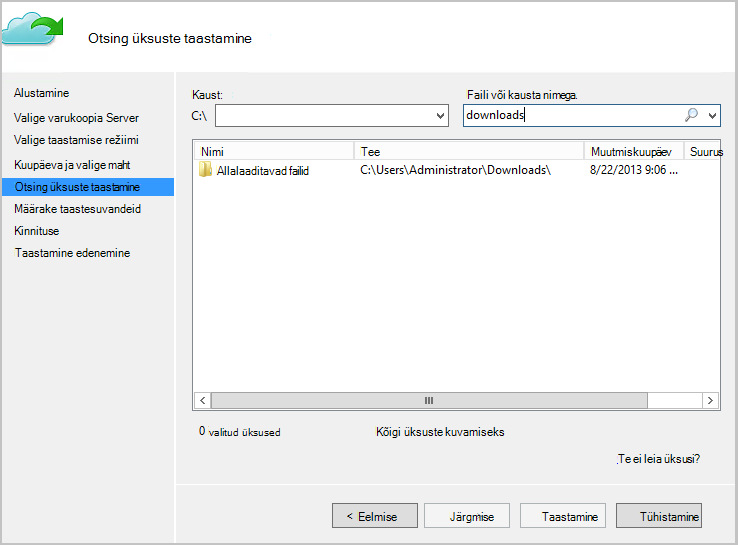 Otsing üksuste taastamine
Alustamine
Valige varukoopia Server
Valige taastamise režiimi
Kuupäeva ja valige maht
Otsing üksuste taastamine
Määrake taastesuvandeid
Kinnituse
Taastamine edenemine
Kaust:
C:\
Faili või kausta nimega.
downloads
Nimi Tee Muutmiskuupäev Suurus
Allalaaditavad failid C:\Users\Administrator\Downloads\ 8/22/2013 9:06 ...
0 valitud üksused
Kõigi üksuste kuvamiseks
Te ei leia üksusi?
< Eelmise Järgmise Taastamine Tühistamine